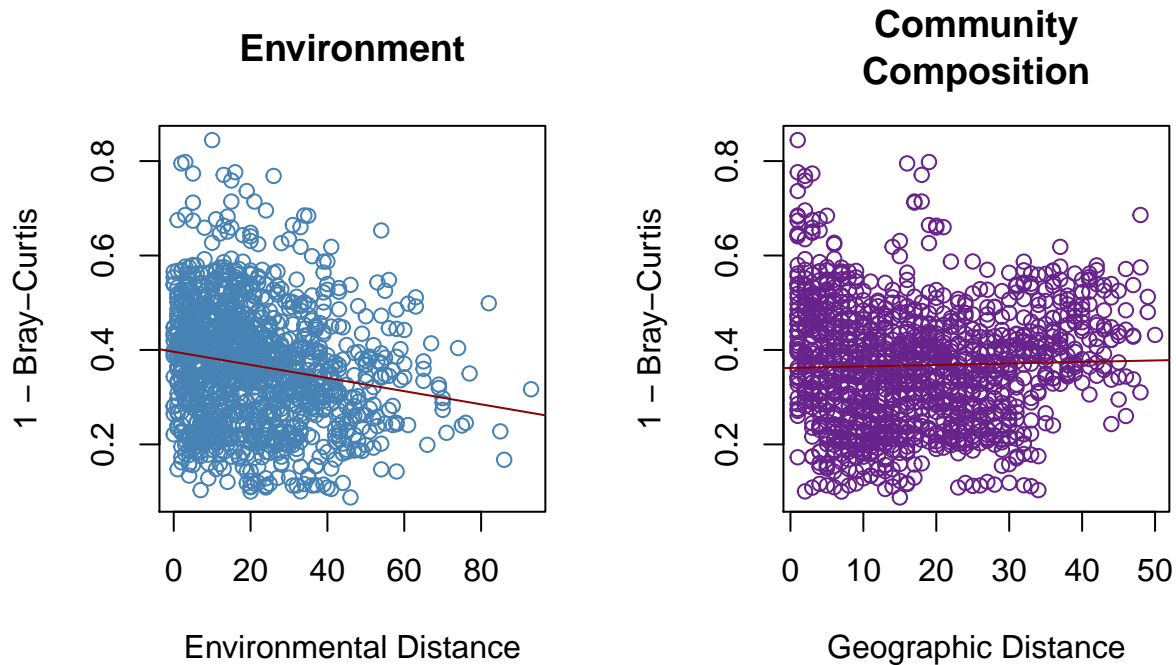 Environment
1 − Bray−Curtis
0.8
0.6
0.4
0.2
0 20 40 60 80
Environmental Distance
Community
Composition
1 − Bray−Curtis
0.8
0.6
0.4
0.2
0 10 20 30 40 50
Geographic Distance